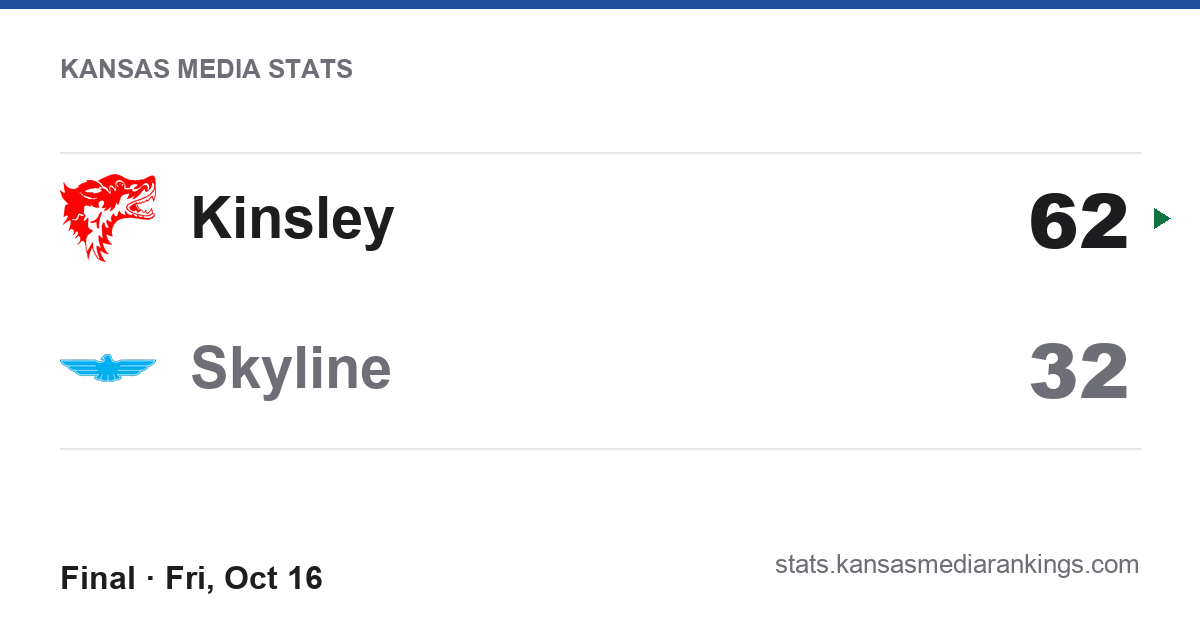 KANSAS MEDIA STATS
Kinsley 62
Skyline 32
Final · Fri, Oct 16
stats.kansasmediarankings.com